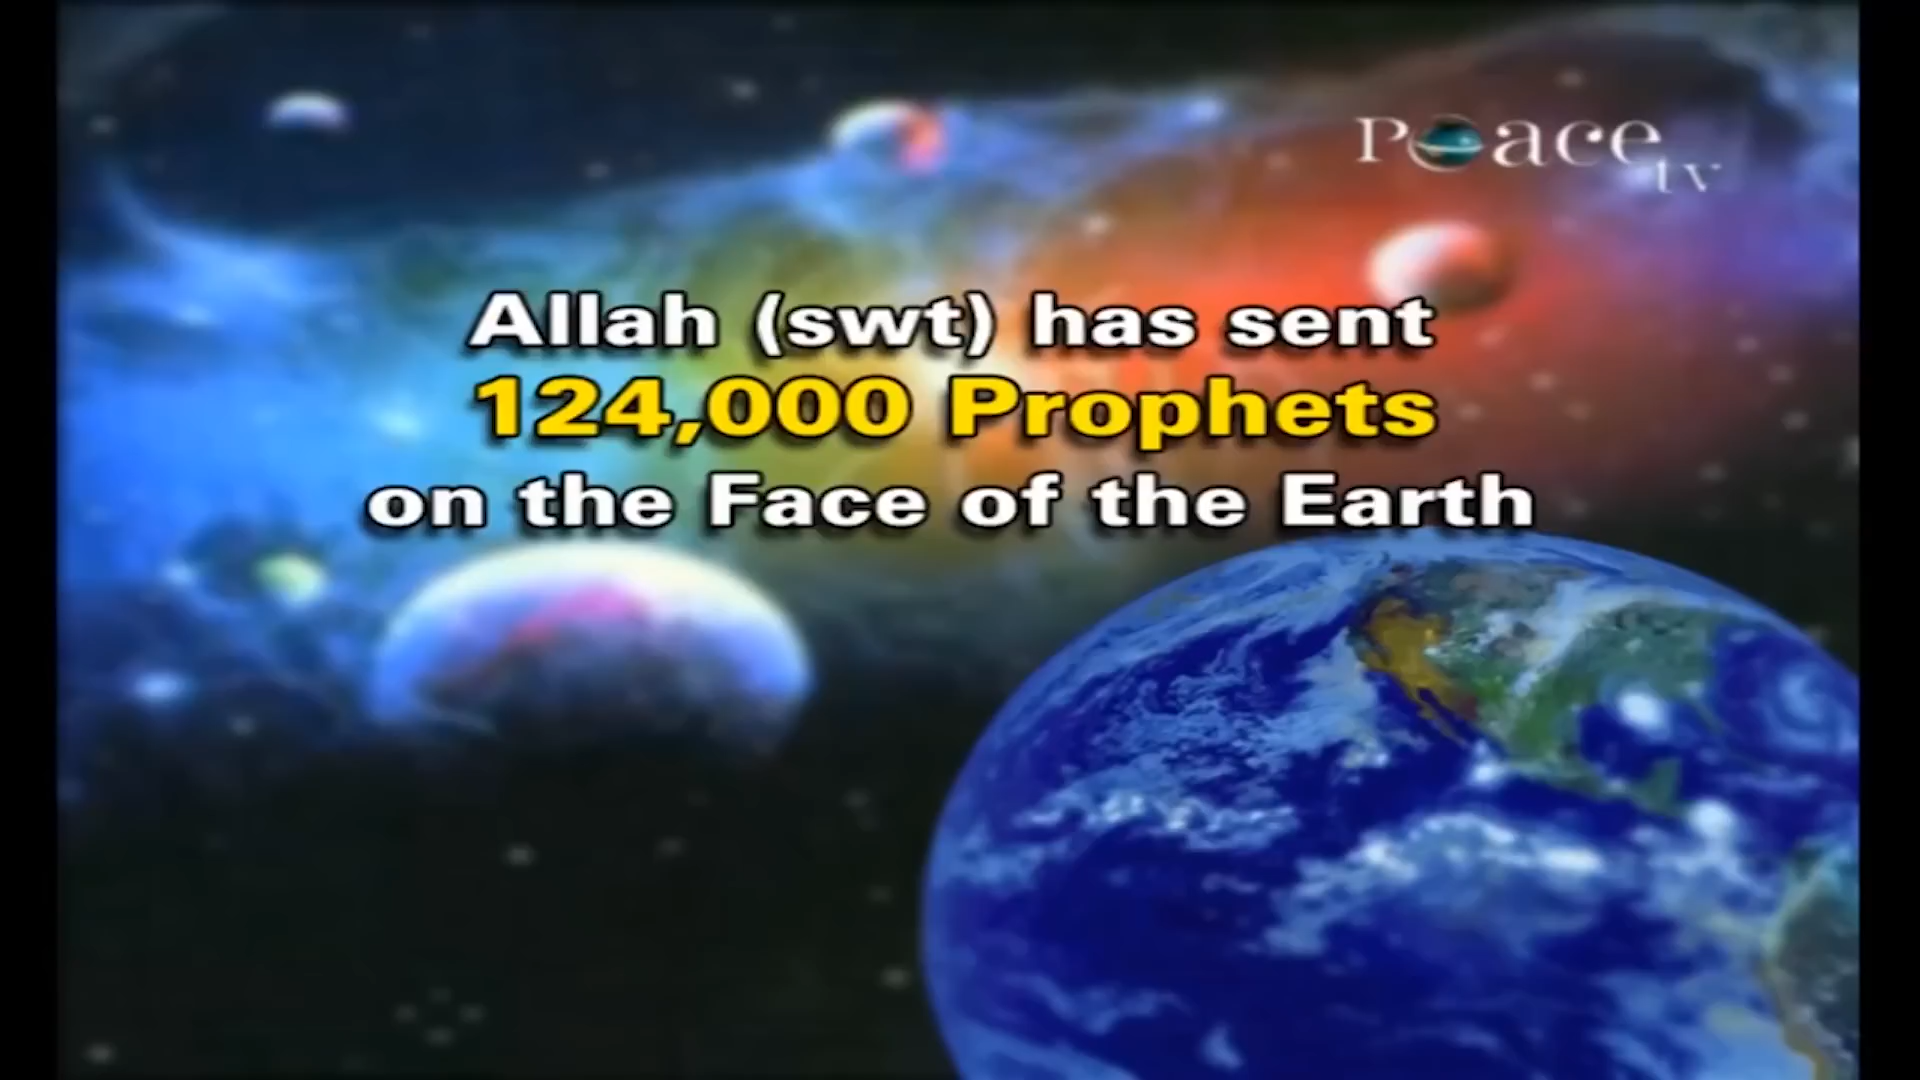 Peace
tv
Allah (swt) has sent
124,000 Prophets
on the Face of the Earth